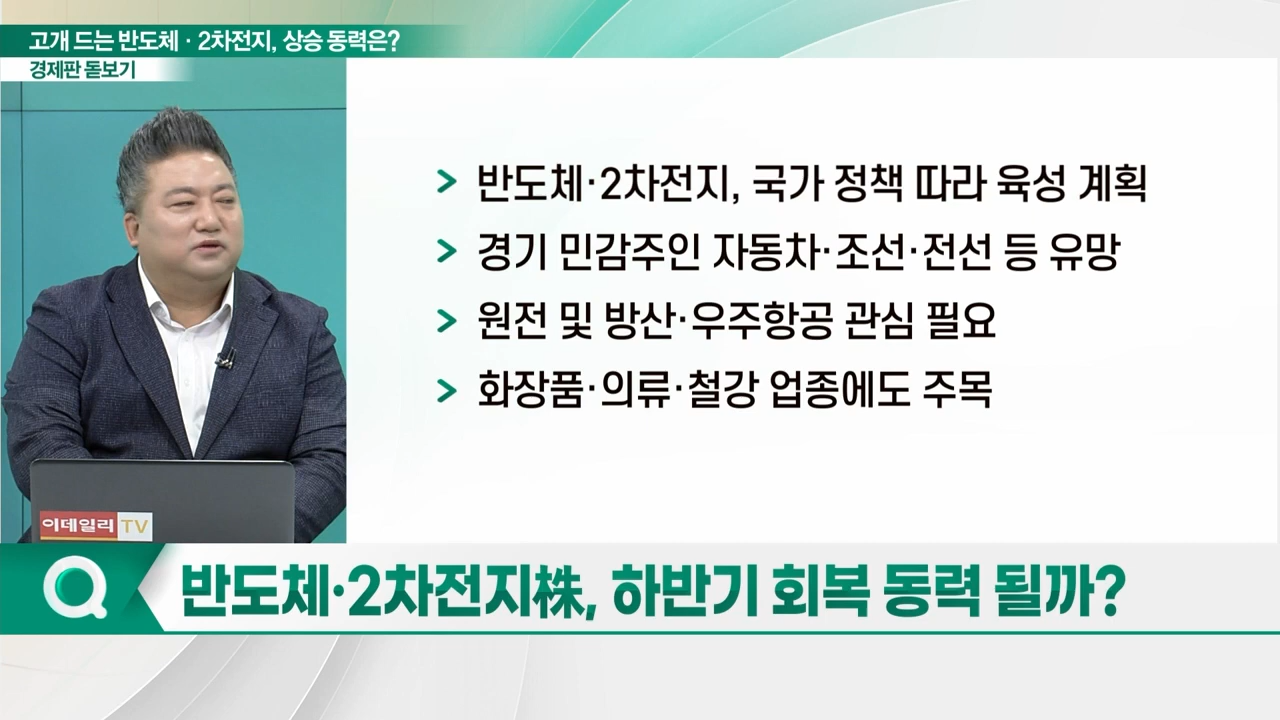 고개 드는 반도체 · 2차전지, 상승 동력은?
경제판 돋보기
> 반도체·2차전지, 국가 정책 따라 육성 계획
> 경기 민감주인 자동차·조선·전선 등 유망
> 원전 및 방산·우주항공 관심 필요
> 화장품·의류·철강 업종에도 주목
이데일리 TV
Q 반도체·2차전지株, 하반기 회복 동력 될까?